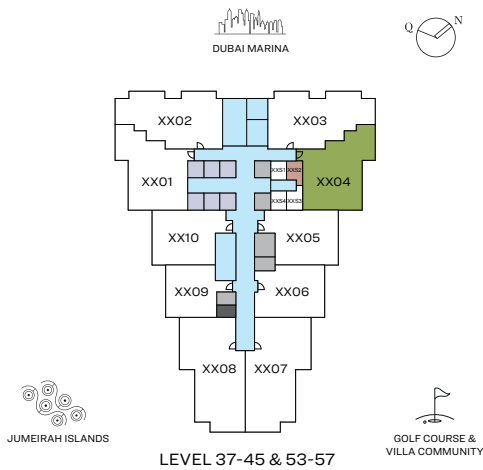 DUBAI MARINA
Q N
XX02 XX03
XXS1 XXS2
XX01 XX04
XXS4 XXS3
XX10 XX05
XX09 XX06
XX08 XX07
JUMEIRAH ISLANDS
GOLF COURSE &
VILLA COMMUNITY
LEVEL 37-45 & 53-57